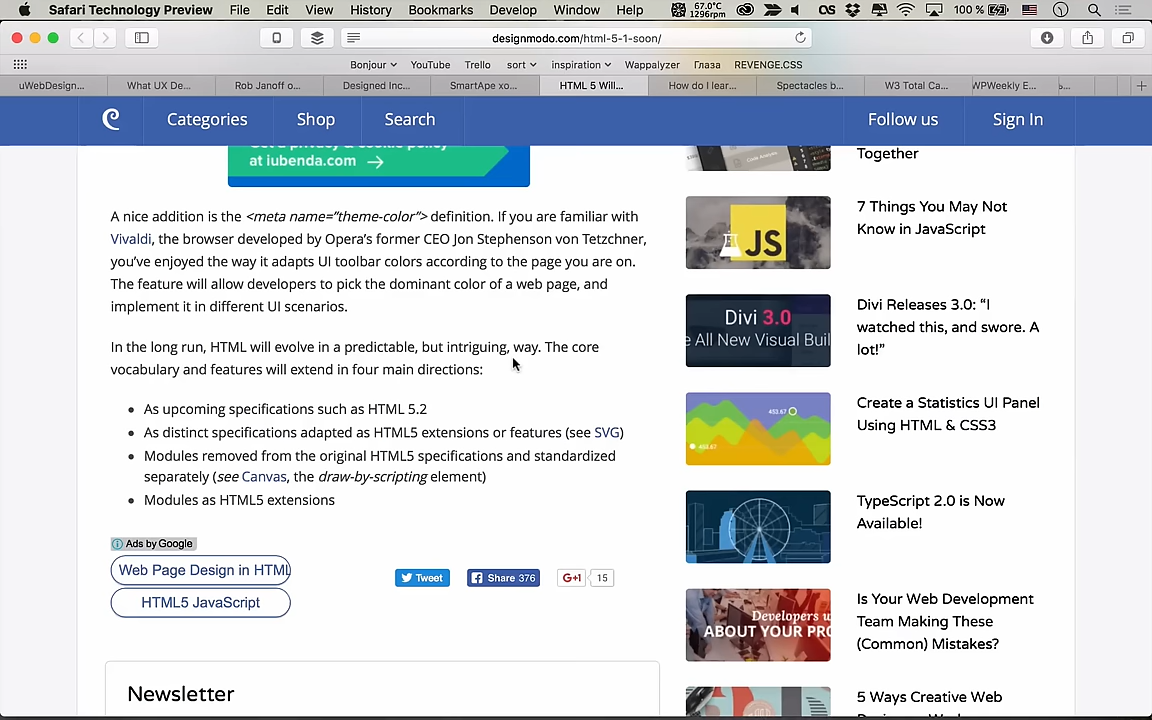 Safari Technology Preview File Edit View History Bookmarks Develop Window Help 67.0°C 1296rpm OS 100 %
designmodo.com/html-5-1-soon/
Bonjour YouTube Trello sort inspiration Wappalyzer Глаза REVENGE.CSS
uWebDesign... What UX De... Rob Janoff o... Designed Inc... SmartApe xo... HTML 5 Will... How do I lear... Spectacles b... W3 Total Ca... WPWeekly E...
Categories Shop Search Follow us Sign In
at iubenda.com →
A nice addition is the <meta name="theme-color"> definition. If you are familiar with
Vivaldi, the browser developed by Opera's former CEO Jon Stephenson von Tetzchner,
you've enjoyed the way it adapts UI toolbar colors according to the page you are on.
The feature will allow developers to pick the dominant color of a web page, and
implement it in different UI scenarios.
In the long run, HTML will evolve in a predictable, but intriguing, way. The core
vocabulary and features will extend in four main directions:
• As upcoming specifications such as HTML 5.2
• As distinct specifications adapted as HTML5 extensions or features (see SVG)
• Modules removed from the original HTML5 specifications and standardized
separately (see Canvas, the draw-by-scripting element)
• Modules as HTML5 extensions
Ads by Google
Web Page Design in HTML
HTML5 JavaScript
Tweet Share 376 G+1 15
Newsletter
Together
JS
7 Things You May Not
Know in JavaScript
Divi 3.0
e All New Visual Buil
Divi Releases 3.0: “I
watched this, and swore. A
lot!”
453.67
453.67
Create a Statistics UI Panel
Using HTML & CSS3
TypeScript 2.0 is Now
Available!
Developers w
ABOUT YOUR PRO
Is Your Web Development
Team Making These
(Common) Mistakes?
5 Ways Creative Web